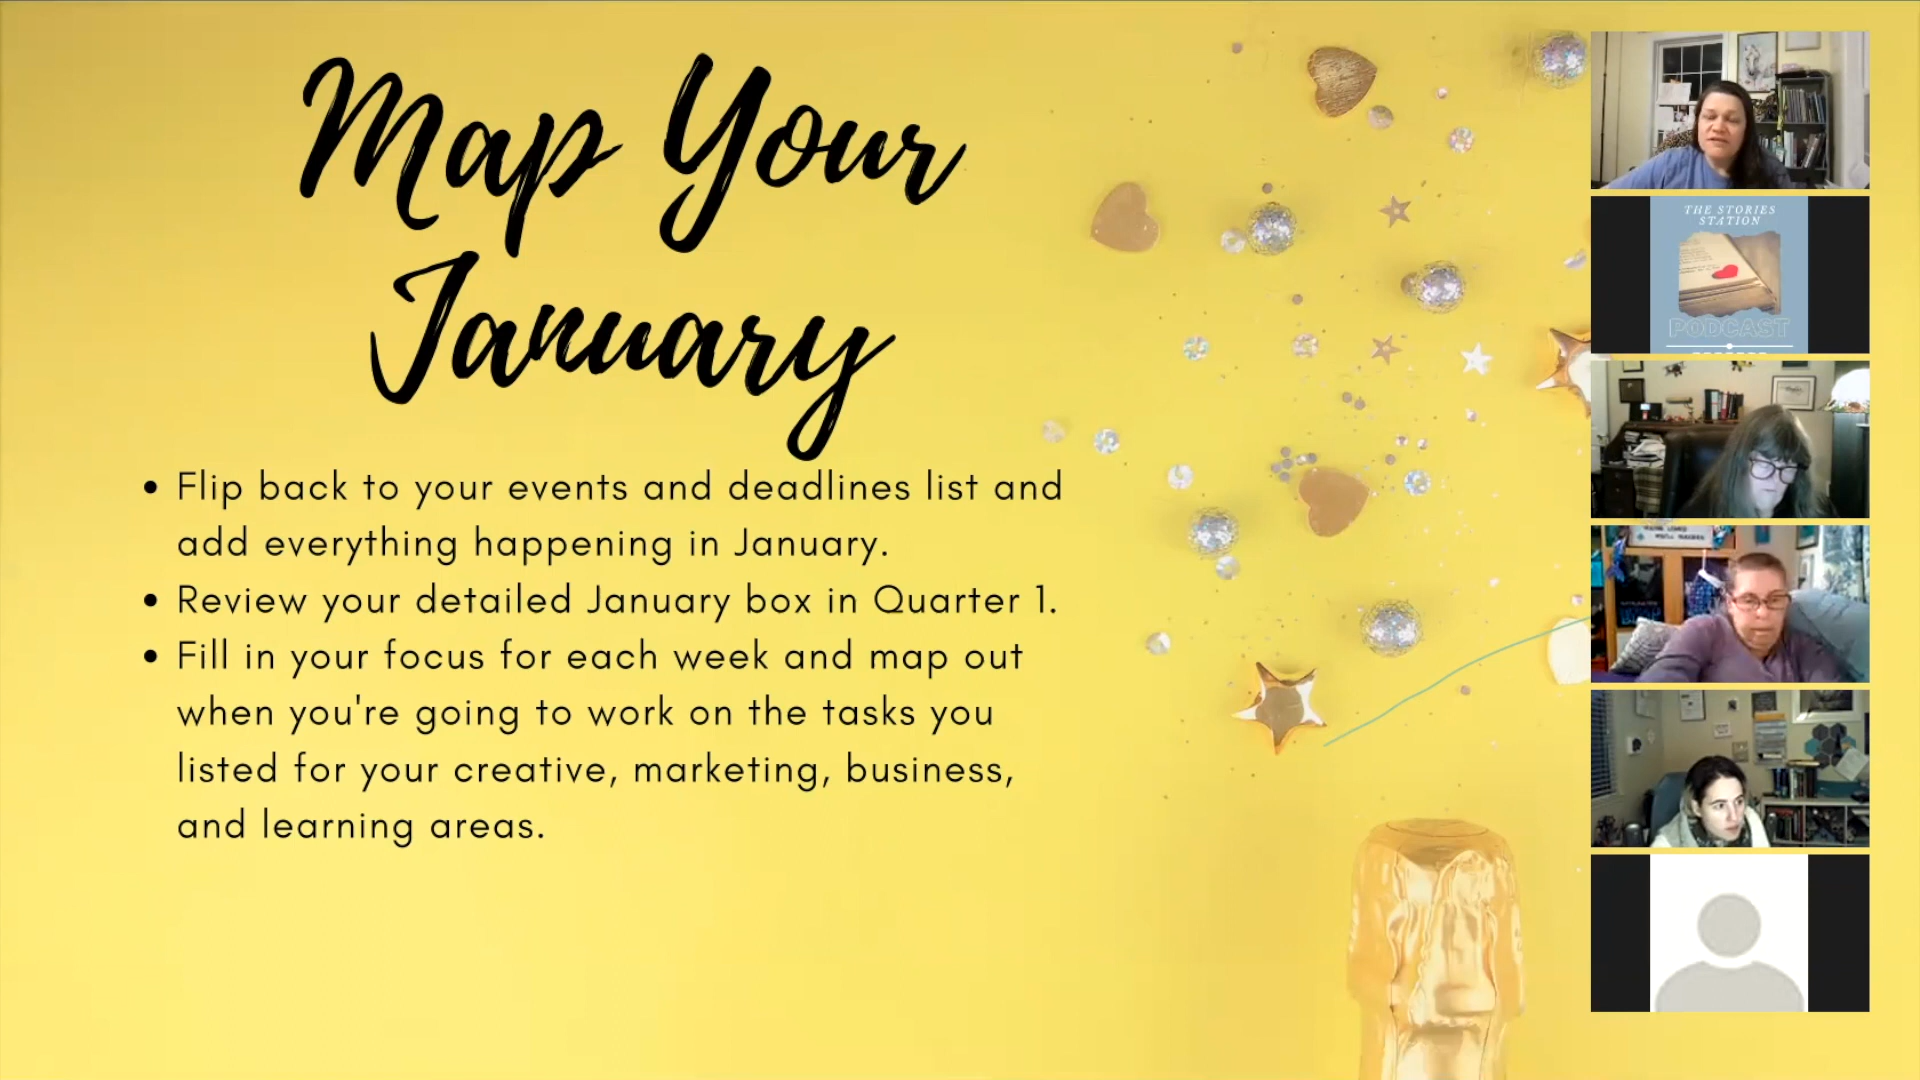 Map Your
January
• Flip back to your events and deadlines list and
add everything happening in January.
• Review your detailed January box in Quarter 1.
• Fill in your focus for each week and map out
when you're going to work on the tasks you
listed for your creative, marketing, business,
and learning areas.
THE STORIES
STATION
PODCAST